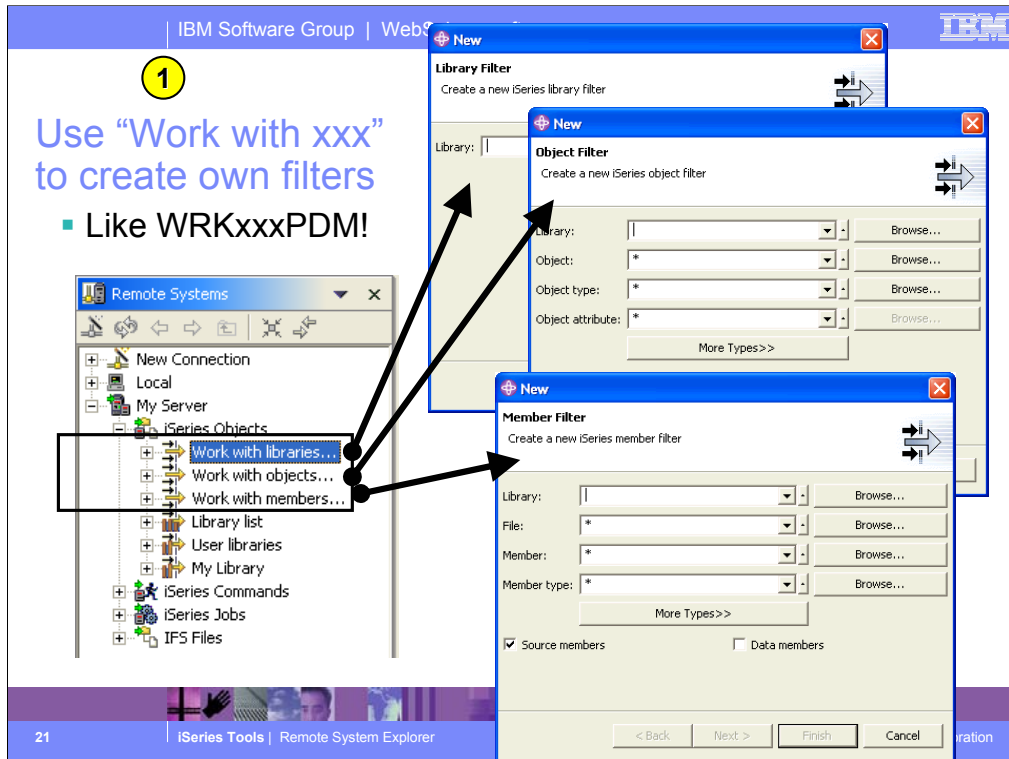 IBM Software Group | WebS
IBM
1
Use “Work with xxx”
to create own filters
Like WRKxxxPDM!
Remote Systems
New Connection
Local
My Server
iSeries Objects
Work with libraries...
Work with objects...
Work with members...
Library list
User libraries
My Library
iSeries Commands
iSeries Jobs
IFS Files
New
Library Filter
Create a new iSeries library filter
Library:
New
Object Filter
Create a new iSeries object filter
Library:
Browse...
Object: *
Browse...
Object type: *
Browse...
Object attribute: *
Browse...
More Types>>
New
Member Filter
Create a new iSeries member filter
Library:
Browse...
File: *
Browse...
Member: *
Browse...
Member type: *
Browse...
More Types>>
Source members
Data members
< Back
Next >
Finish
Cancel
21
iSeries Tools | Remote System Explorer
ration